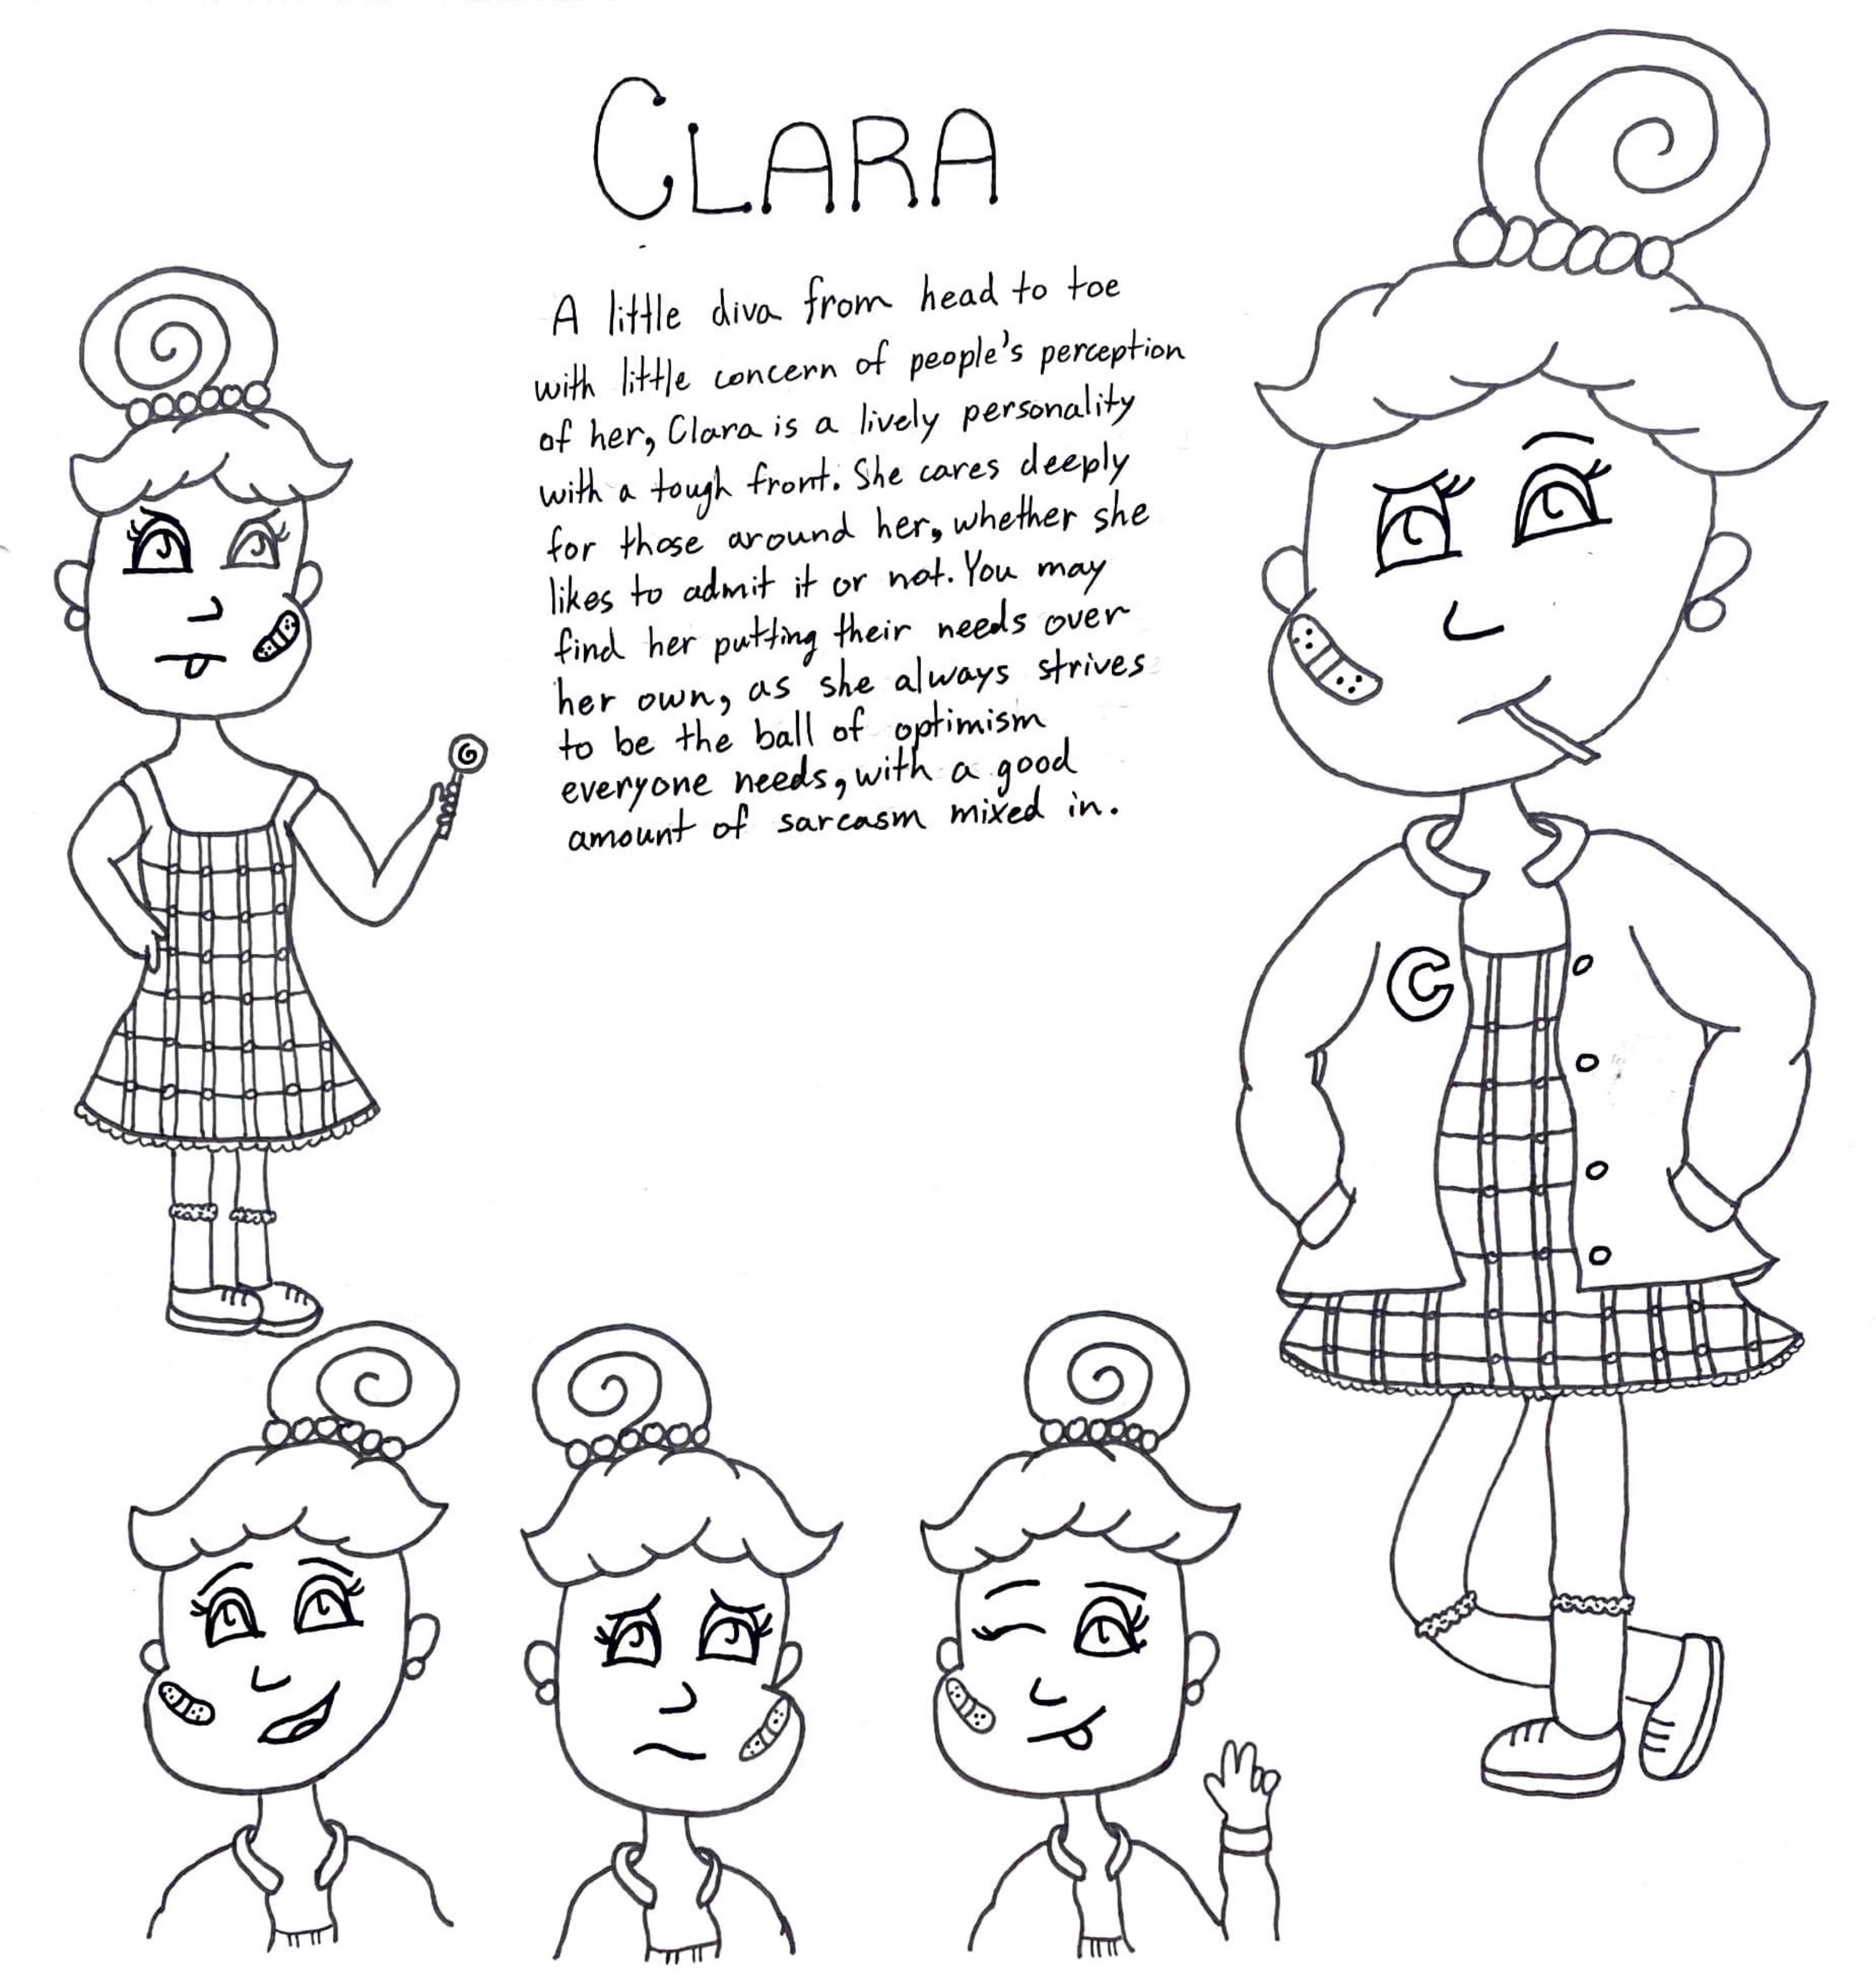 CLARA
A little diva from head to toe
with little concern of people's perception
of her, Clara is a lively personality
with a tough front. She cares deeply
for those around her, whether she
likes to admit it or not. You may
find her putting their needs over
her own, as she always strives
to be the ball of optimism
everyone needs, with a good
amount of sarcasm mixed in.
C